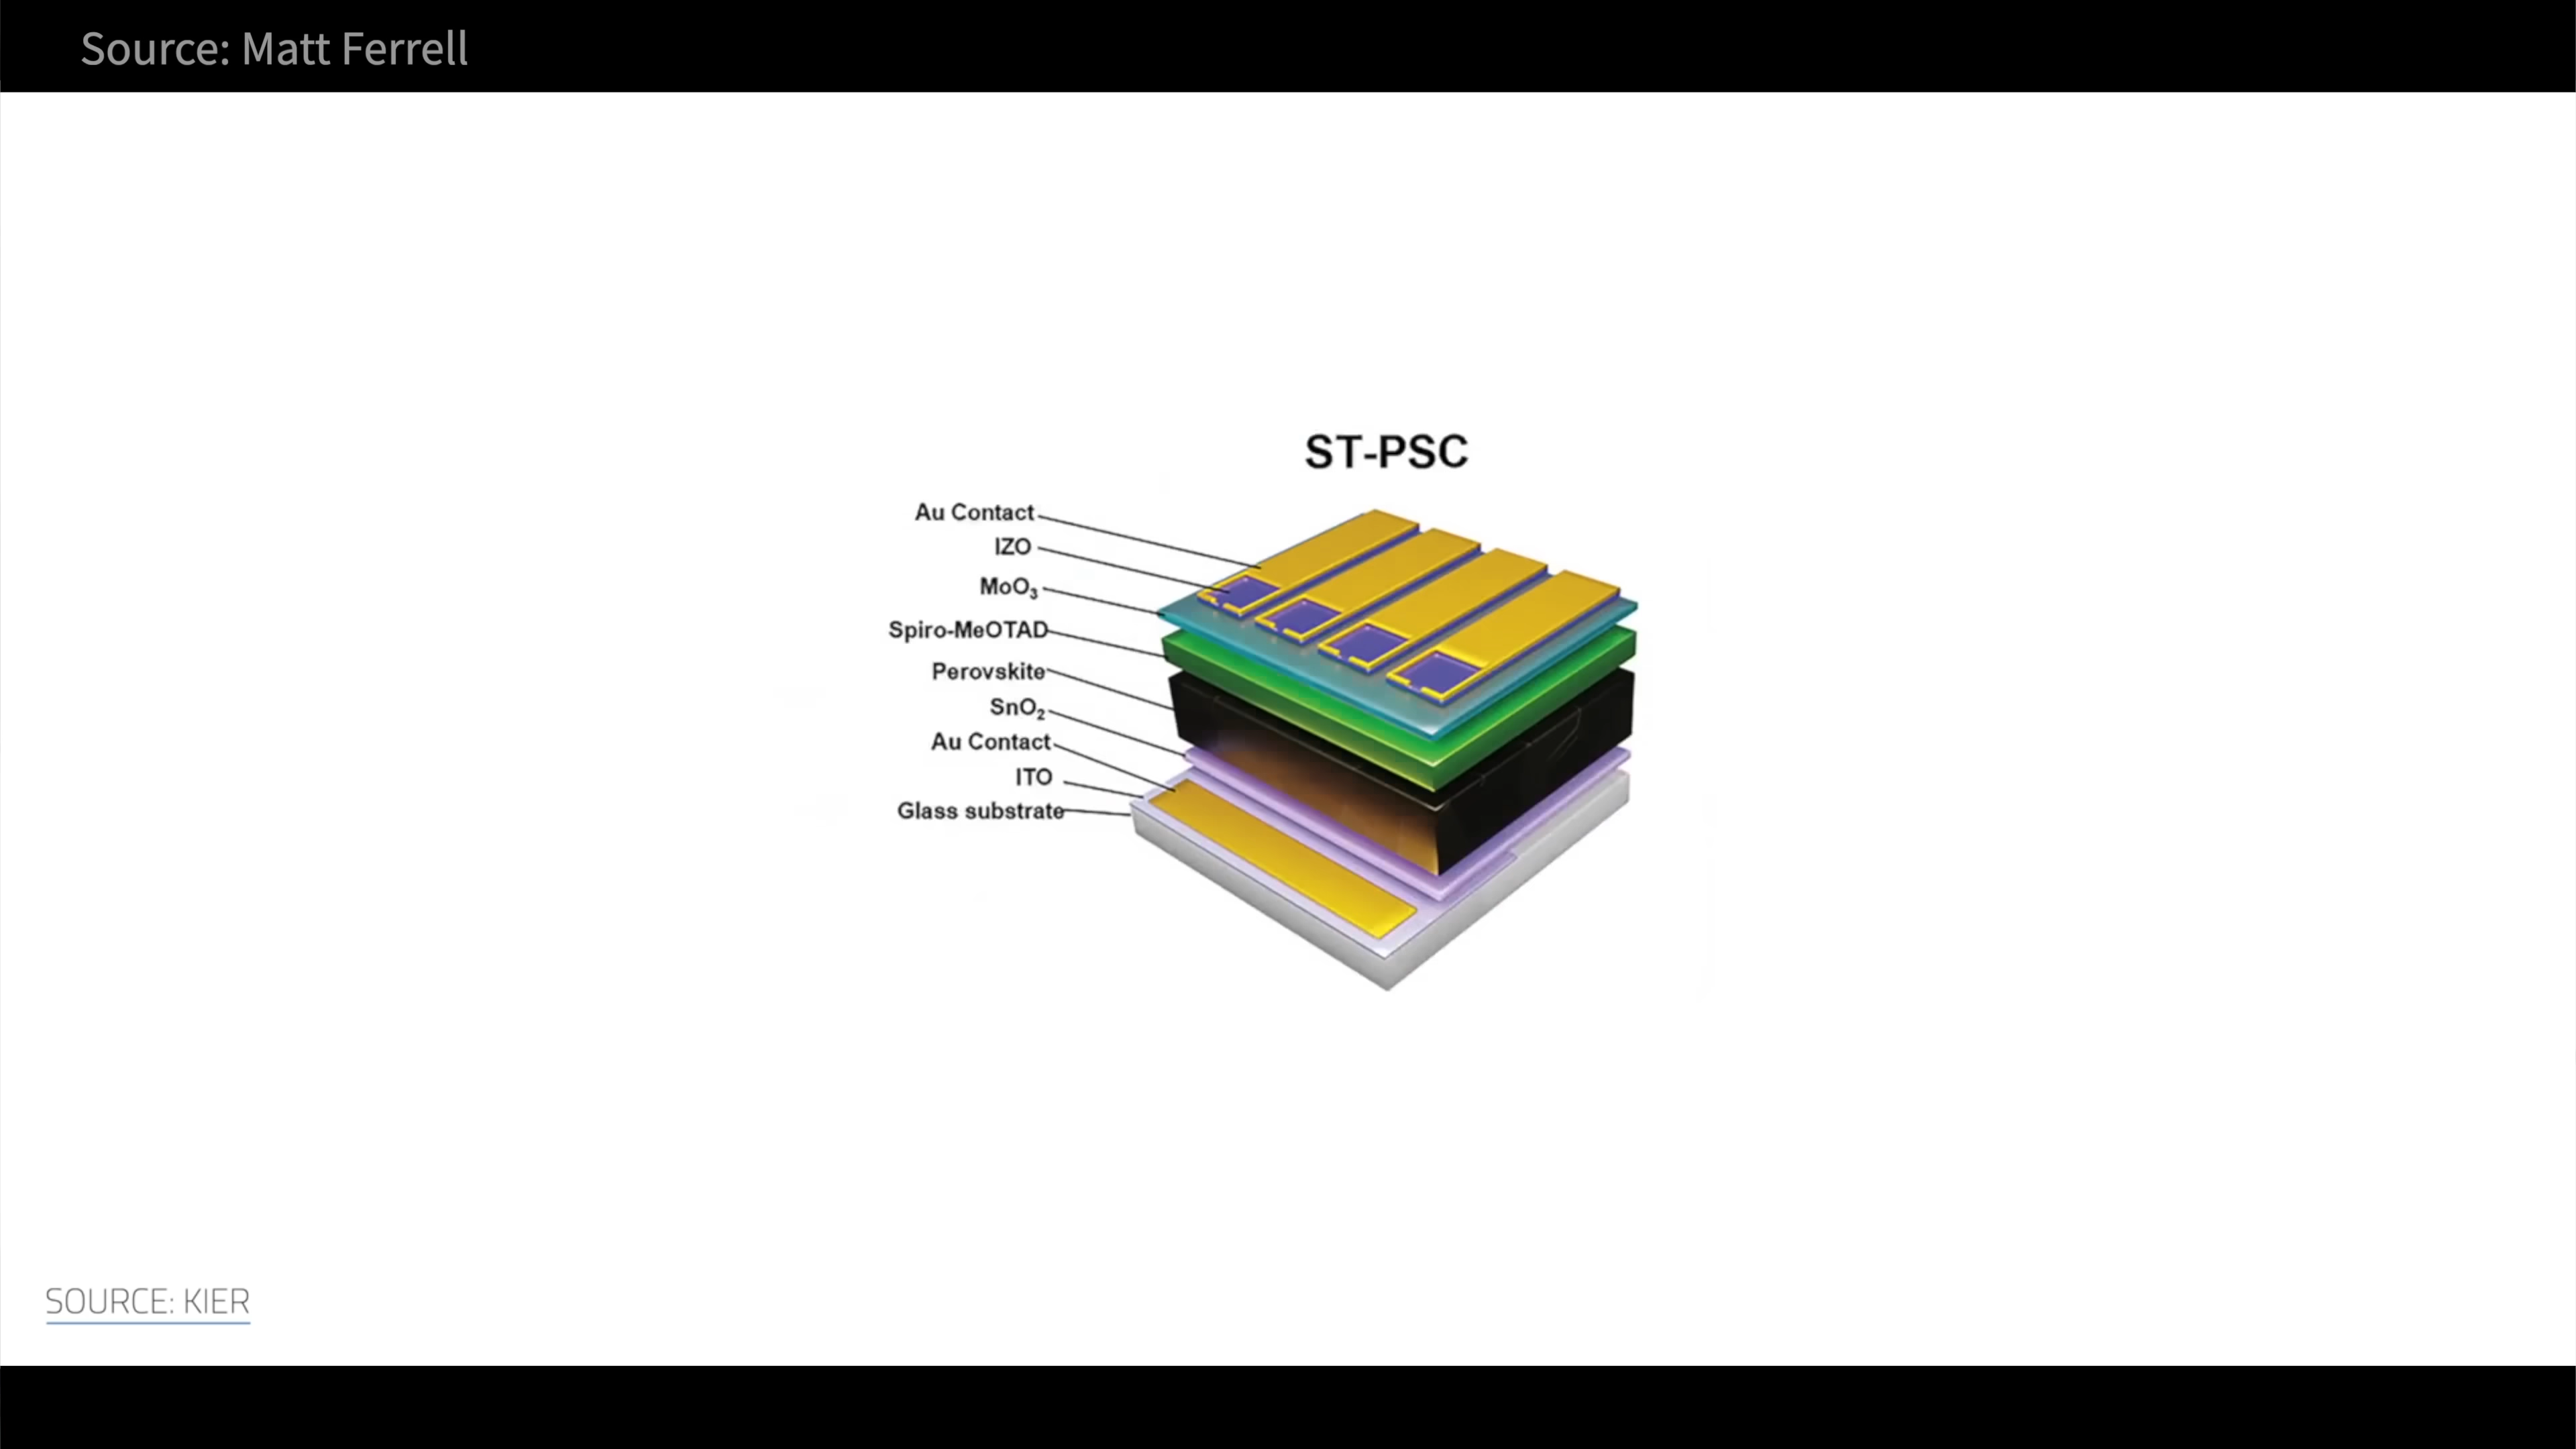 Source: Matt Ferrell
ST-PSC
Au Contact
IZO
MoO₃
Spiro-MeOTAD
Perovskite
SnO₂
Au Contact
ITO
Glass substrate
SOURCE: KIER